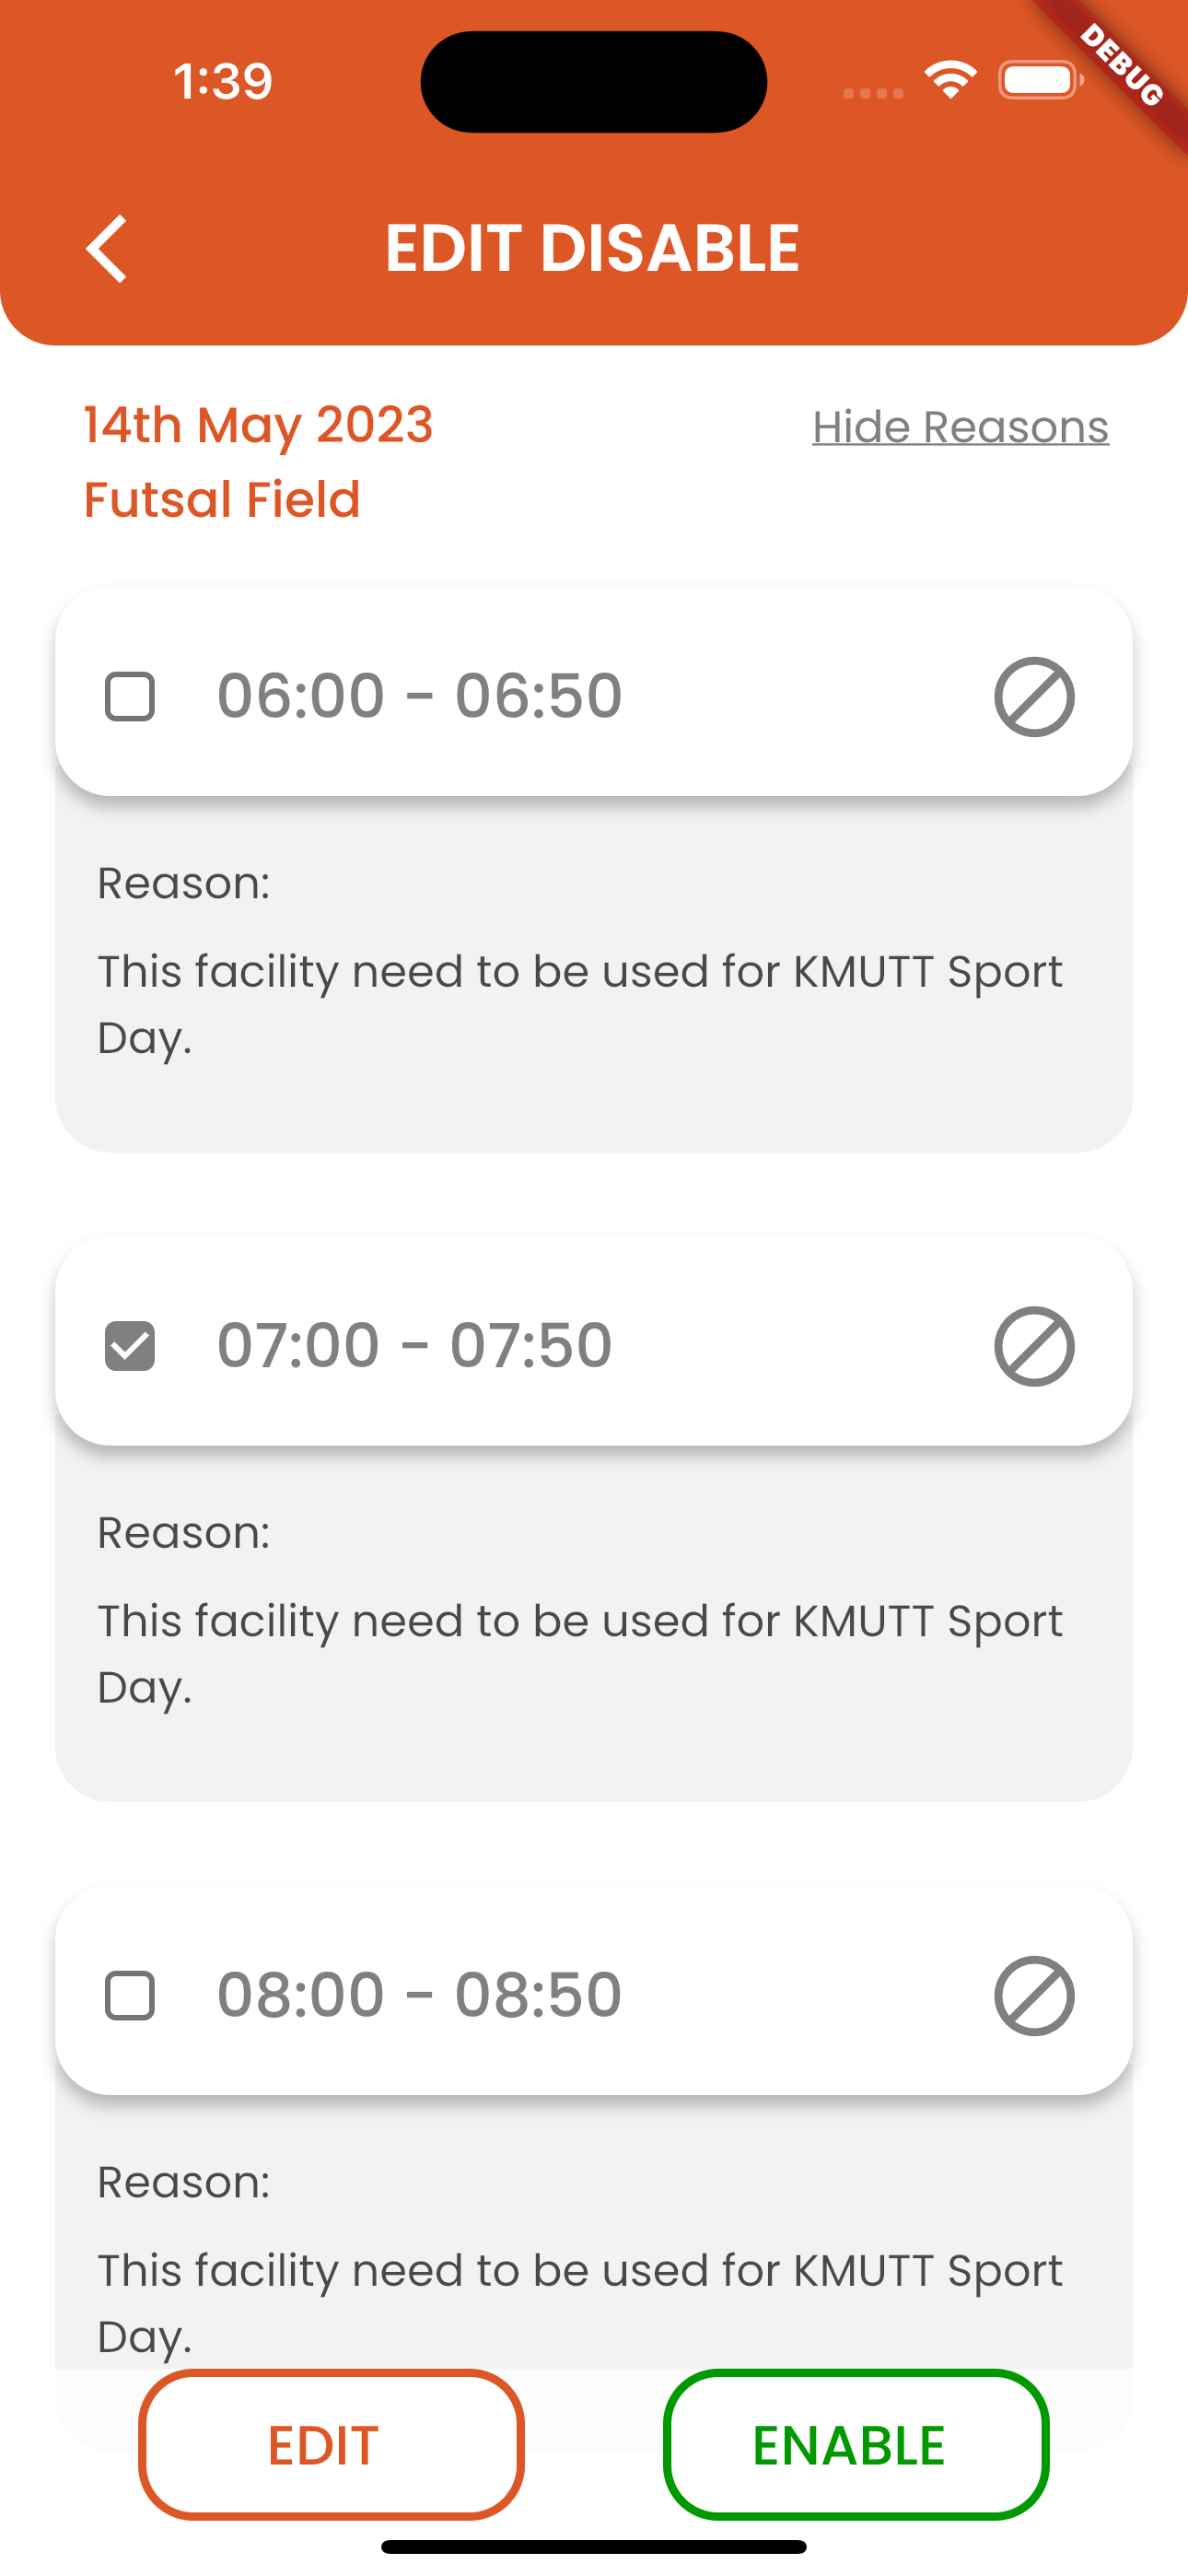 1:39
DEBUG
EDIT DISABLE
14th May 2023
Hide Reasons
Futsal Field
06:00 - 06:50
Reason:
This facility need to be used for KMUTT Sport
Day.
07:00 - 07:50
Reason:
This facility need to be used for KMUTT Sport
Day.
08:00 - 08:50
Reason:
This facility need to be used for KMUTT Sport
Day.
EDIT
ENABLE